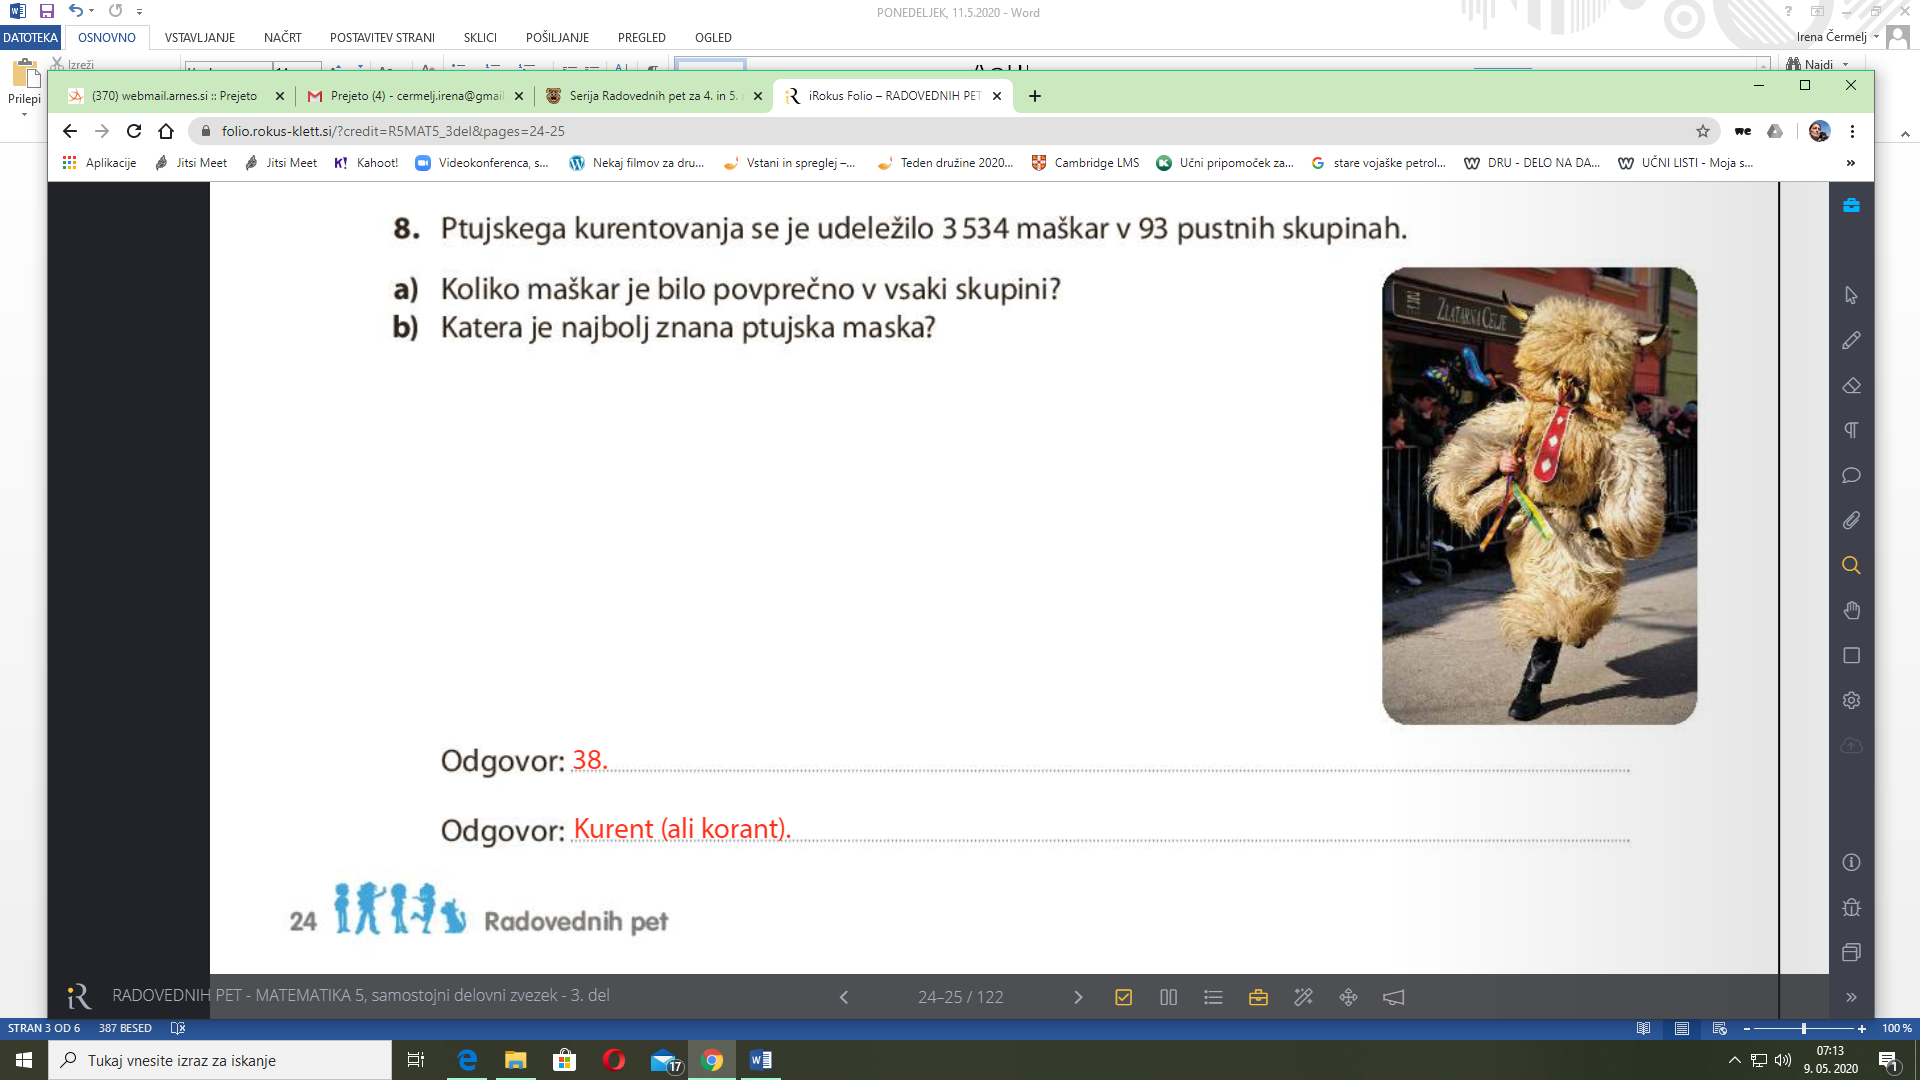 PONEDELJEK, 11.5.2020 - Word
DATOTEKA OSNOVNO VSTAVLJANJE NAČRT POSTAVITEV STRANI SKLICI POŠILJANJE PREGLED OGLED
Irena Čermelj
Izreži
Najdi
Prilepi
(370) webmail.arnes.si :: Prejeto
Prejeto (4) - cermelj.irena@gmai
Serija Radovednih pet za 4. in 5.
iRokus Folio – RADOVEDNIH PET
folio.rokus-klett.si/?credit=R5MAT5_3del&pages=24-25
Aplikacije Jitsi Meet Jitsi Meet Kahoot! Videokonferenca, s... Nekaj filmov za dru... Vstani in spreglej –... Teden družine 2020... Cambridge LMS Učni pripomoček za... stare vojaške petrol... DRU - DELO NA DA... UČNI LISTI - Moja s...
8. Ptujskega kurentovanja se je udeležilo 3 534 maškar v 93 pustnih skupinah.
a) Koliko maškar je bilo povprečno v vsaki skupini?
b) Katera je najbolj znana ptujska maska?
ZLATARNA CELJE
Odgovor: 38.
Odgovor: Kurent (ali korant).
24 Radovednih pet
RADOVEDNIH PET - MATEMATIKA 5, samostojni delovni zvezek - 3. del
24–25 / 122
STRAN 3 OD 6 387 BESED
100 %
Tukaj vnesite izraz za iskanje
17
07:13
9. 05. 2020
1